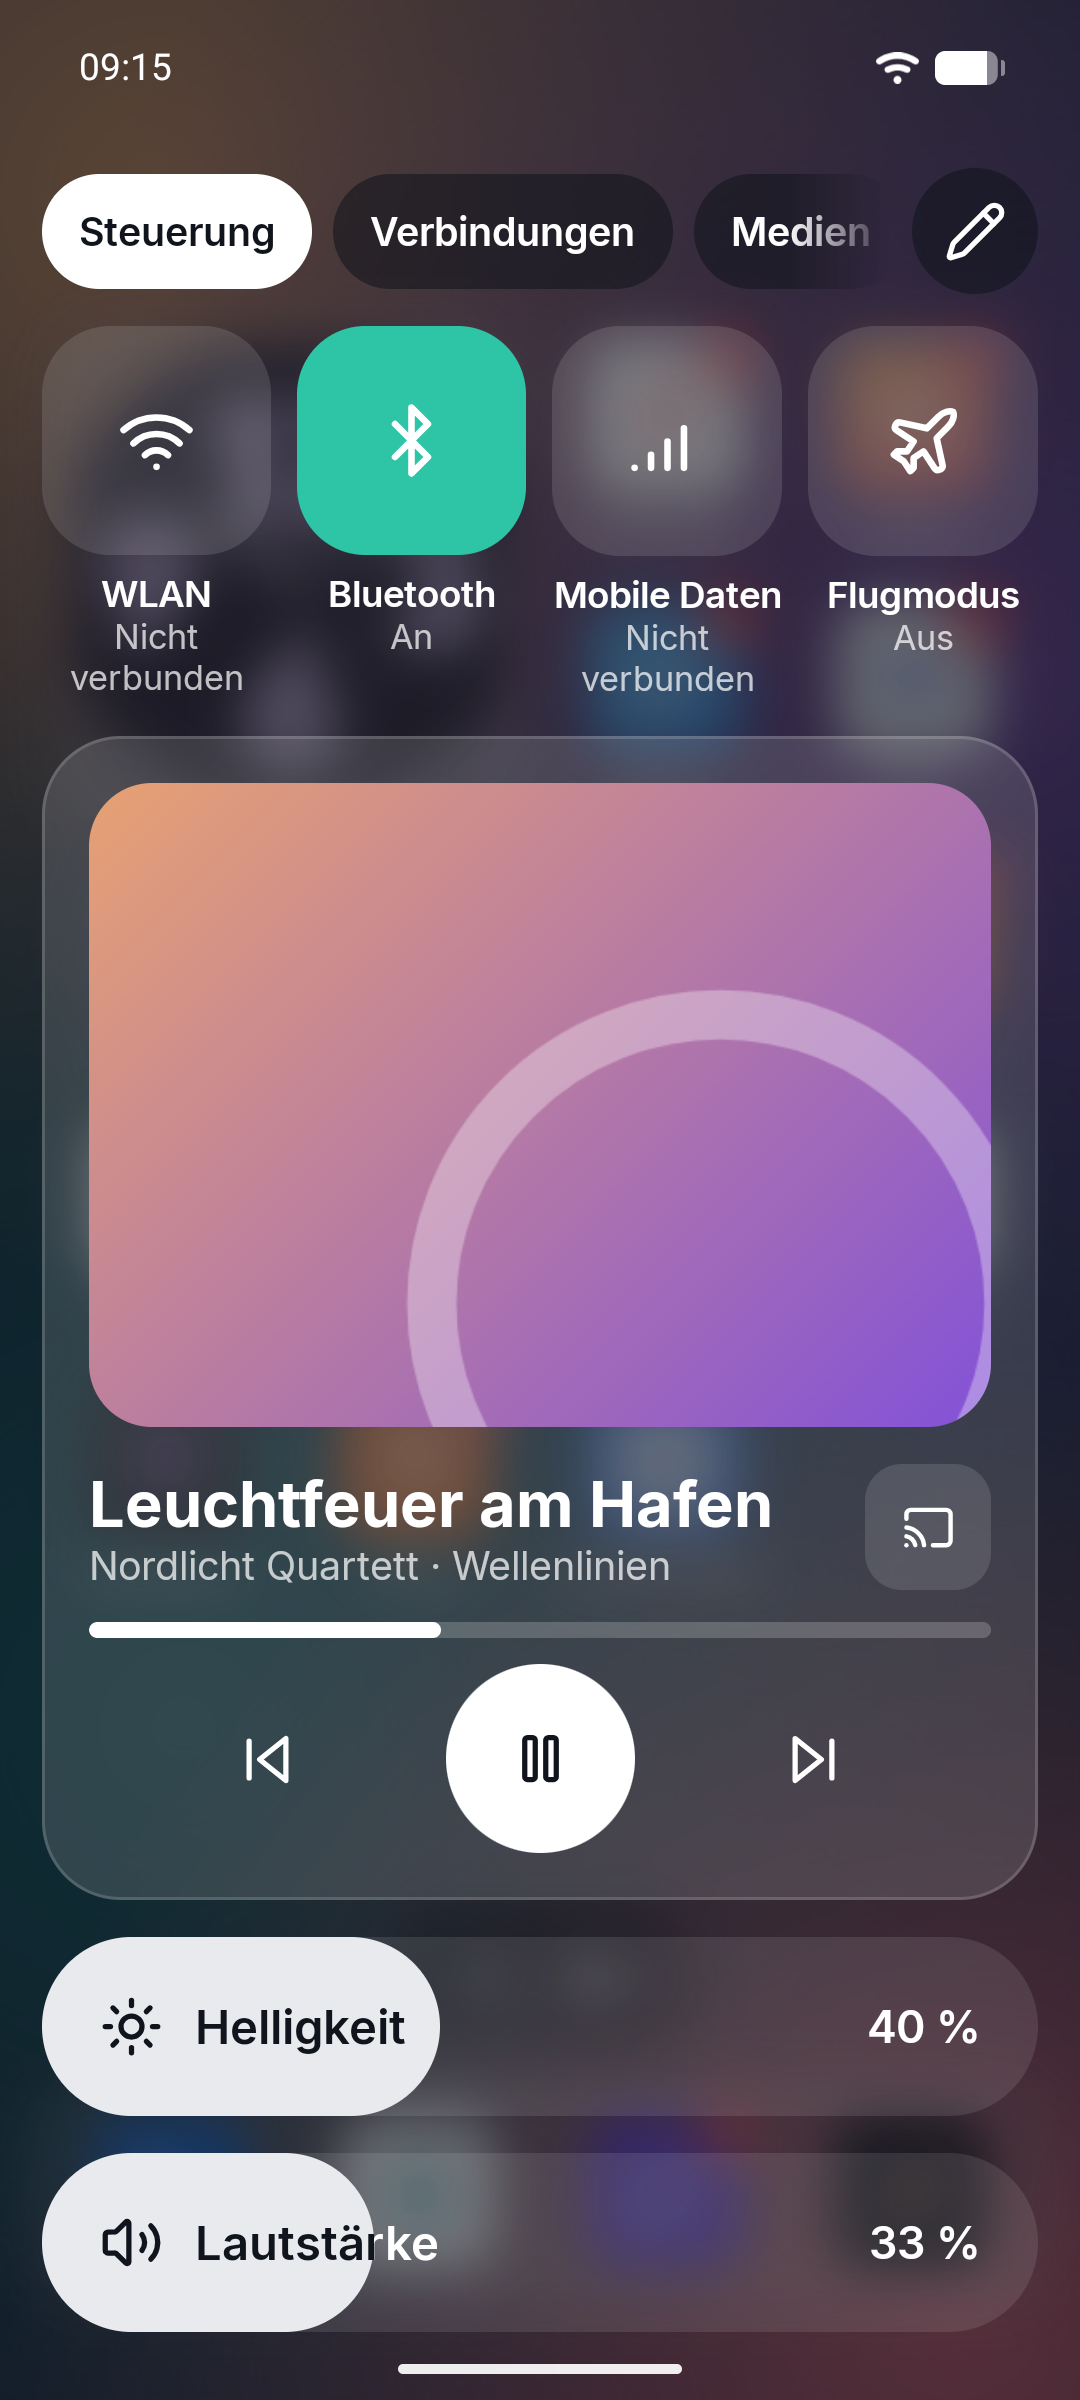 09:15
Steuerung
Verbindungen
Medien
WLAN
Nicht
verbunden
Bluetooth
An
Mobile Daten
Nicht
verbunden
Flugmodus
Aus
Leuchtfeuer am Hafen
Nordlicht Quartett · Wellenlinien
Helligkeit
40 %
Lautstärke
33 %